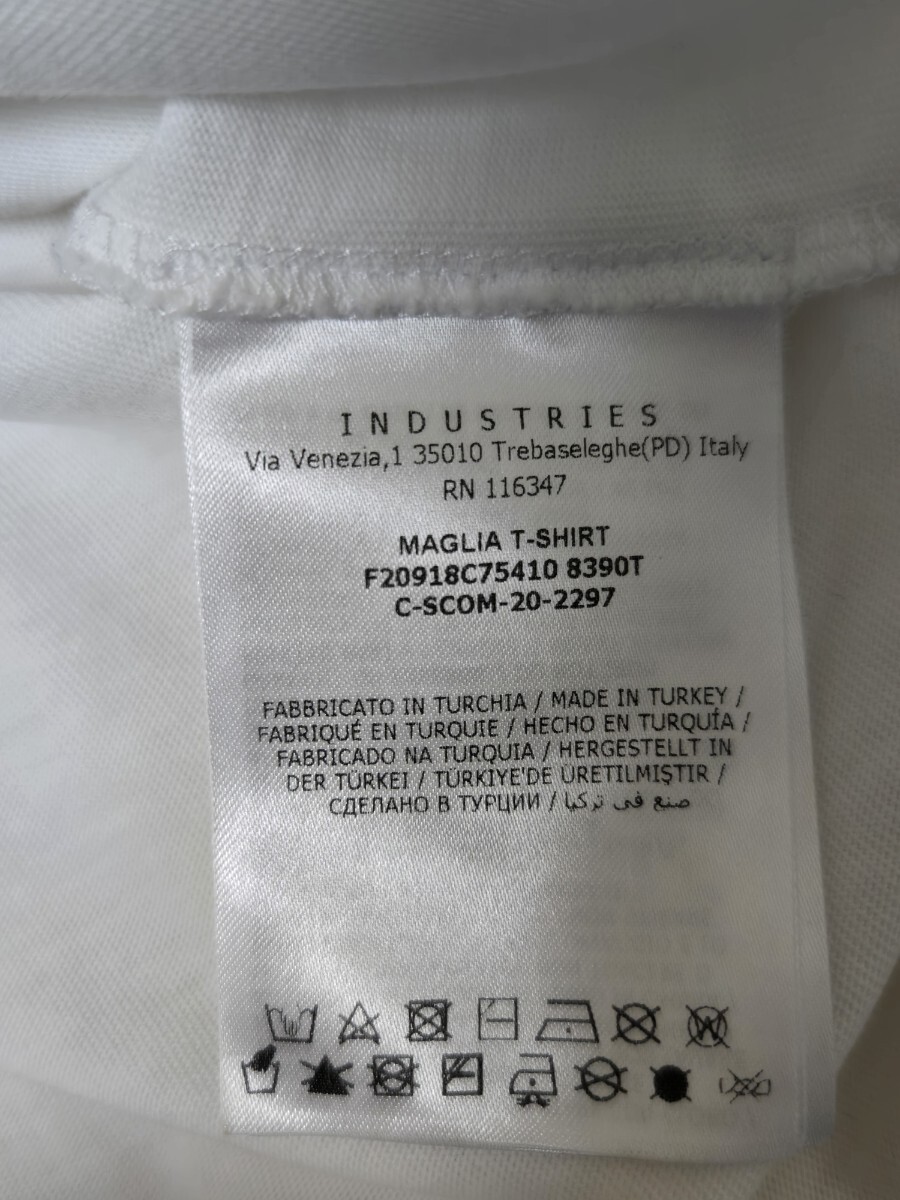 INDUSTRIES
Via Venezia,1 35010 Trebaseleghe(PD) Italy
RN 116347
MAGLIA T-SHIRT
F20918C75410 8390T
C-SCOM-20-2297
FABBRICATO IN TURCHIA / MADE IN TURKEY /
FABRIQUÉ EN TURQUIE / HECHO EN TURQUÍA /
FABRICADO NA TURQUIA / HERGESTELLT IN
DER TÜRKEI / TÜRKİYE'DE ÜRETILMIŞTIR /
СДЕЛАНО В ТУРЦИИ / صنع في تركيا